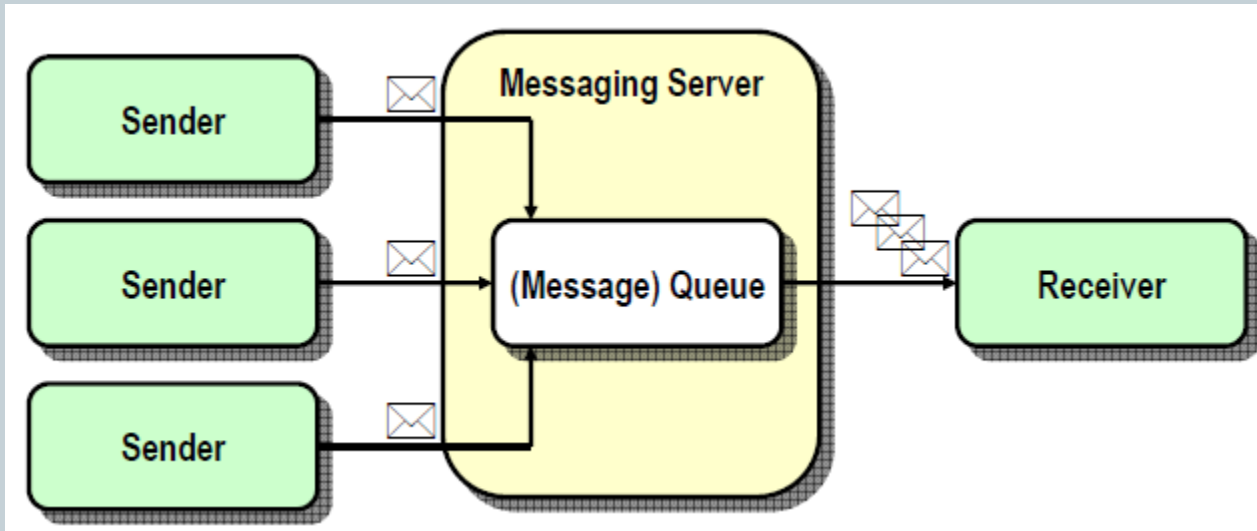 Messaging Server
Sender
Sender
(Message) Queue
Receiver
Sender